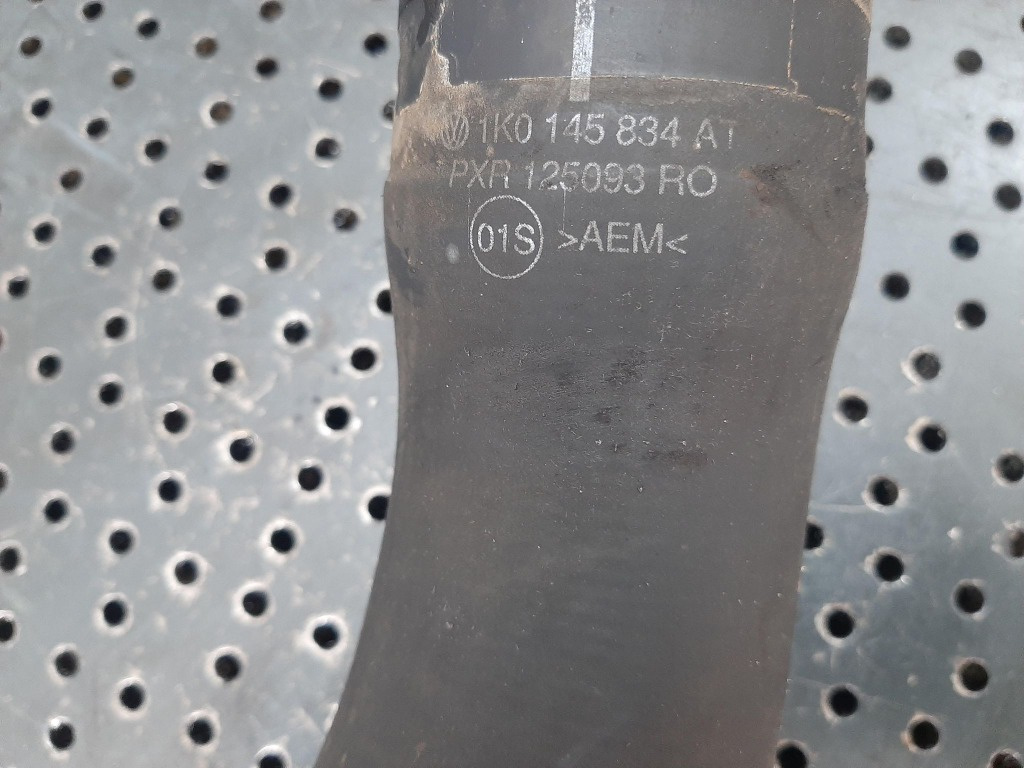 1K0 145 834 AT
PXR 125093 RO
01S >AEM<